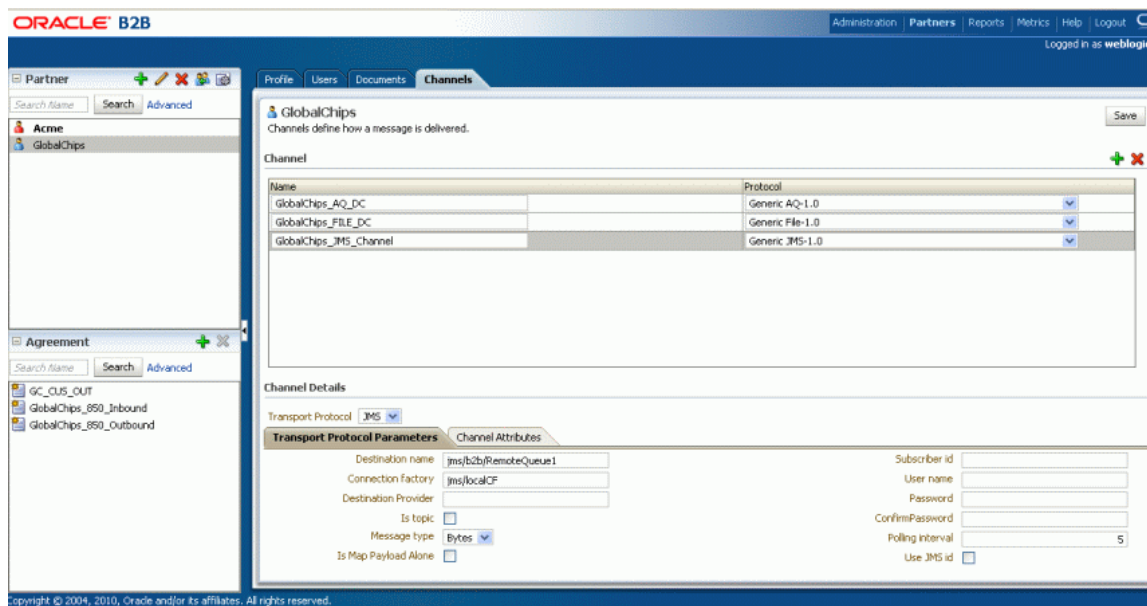 ORACLE B2B
Administration | Partners | Reports | Metrics | Help | Logout
Logged in as weblogic
Partner
Search Name Search Advanced
Acme
GlobalChips
Agreement
Search Name Search Advanced
GC_CUS_OUT
GlobalChips_850_Inbound
GlobalChips_850_Outbound
Profile Users Documents Channels
GlobalChips
Save
Channels define how a message is delivered.
Channel
Name Protocol
GlobalChips_AQ_DC Generic AQ-1.0
GlobalChips_FILE_DC Generic File-1.0
GlobalChips_JMS_Channel Generic JMS-1.0
Channel Details
Transport Protocol JMS
Transport Protocol Parameters Channel Attributes
Destination name jms/b2b/RemoteQueue1 Subscriber id
Connection factory jms/localCF User name
Destination Provider Password
Is topic ConfirmPassword
Message type Bytes Polling interval 5
Is Map Payload Alone Use JMS id
Copyright © 2004, 2010, Oracle and/or its affiliates. All rights reserved.